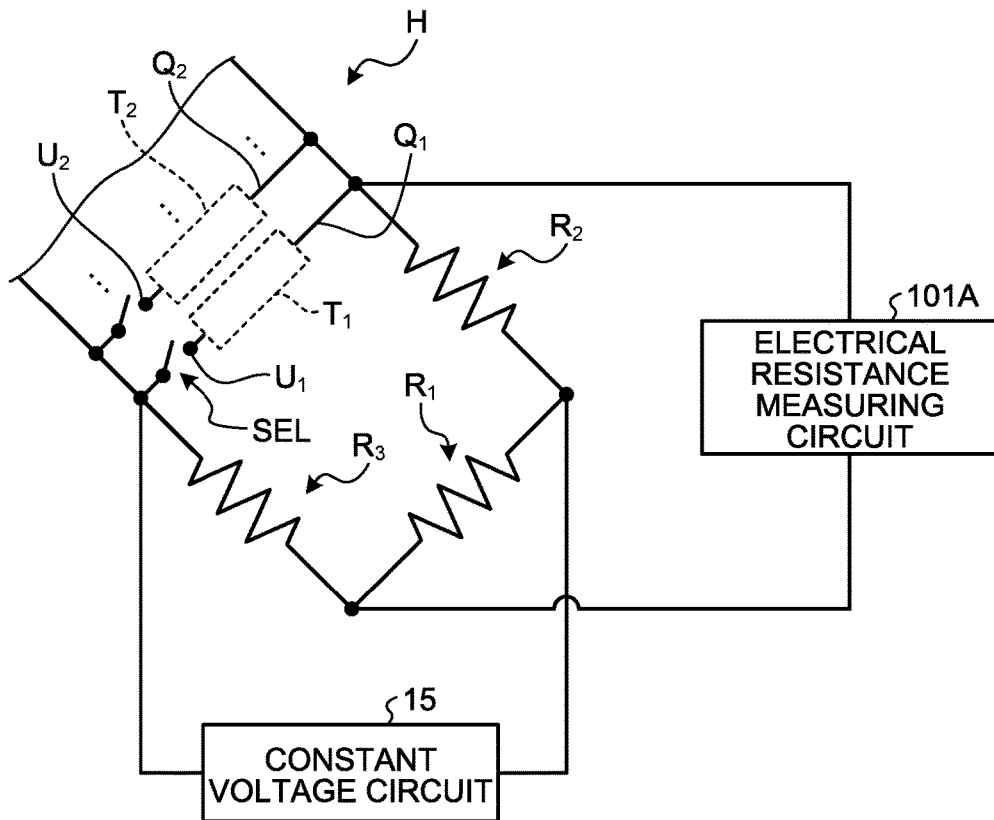 H
Q₂
T₂
Q₁
U₂
R₂
T₁
101A
ELECTRICAL
RESISTANCE
MEASURING
CIRCUIT
U₁
R₁
SEL
R₃
15
CONSTANT
VOLTAGE CIRCUIT